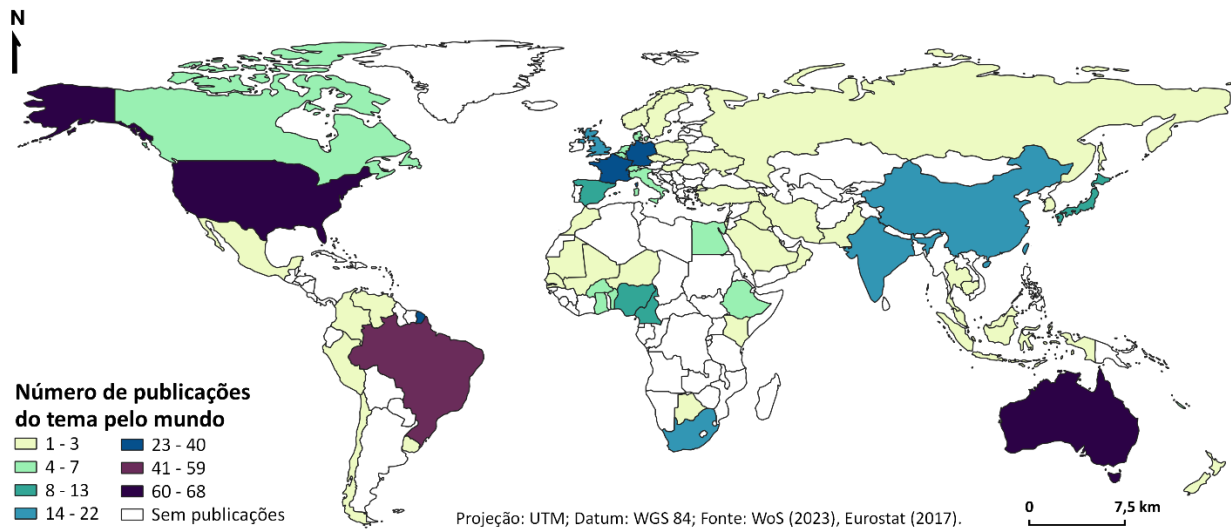 N
Número de publicações
do tema pelo mundo
1 - 3
4 - 7
8 - 13
14 - 22
23 - 40
41 - 59
60 - 68
Sem publicações
Projeção: UTM; Datum: WGS 84; Fonte: WoS (2023), Eurostat (2017).
0 7,5 km